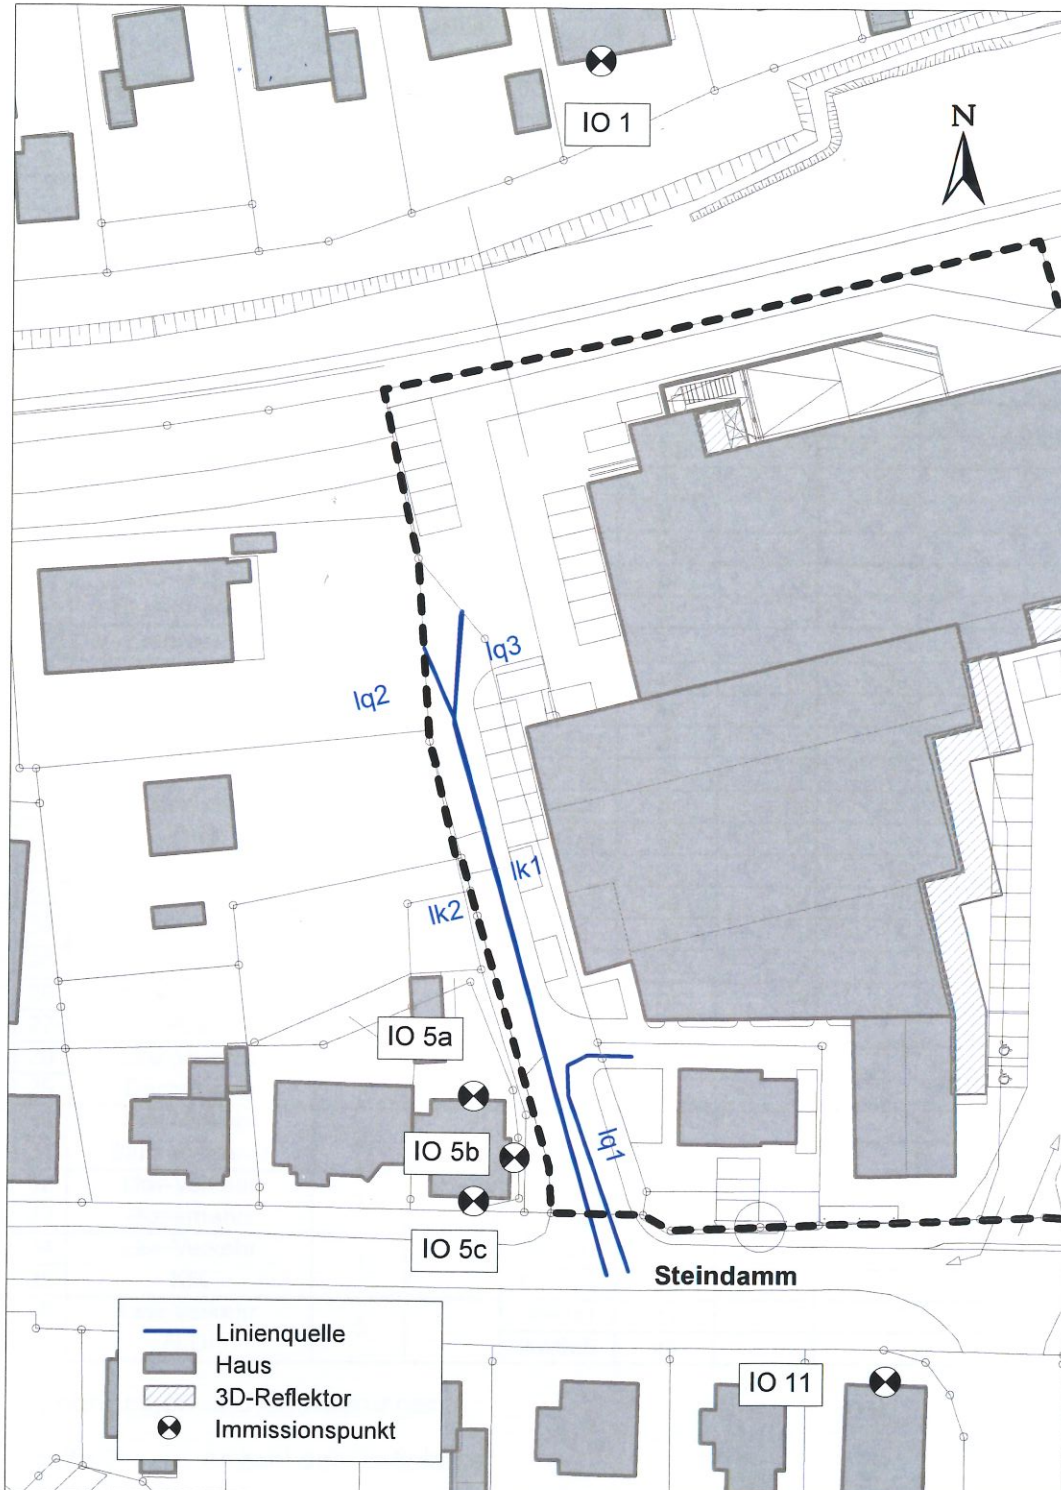 IO 1
N
lq3
lq2
lk1
lk2
IO 5a
IO 5b
lq1
IO 5c
Steindamm
Linienquelle
Haus
IO 11
3D-Reflektor
Immissionspunkt